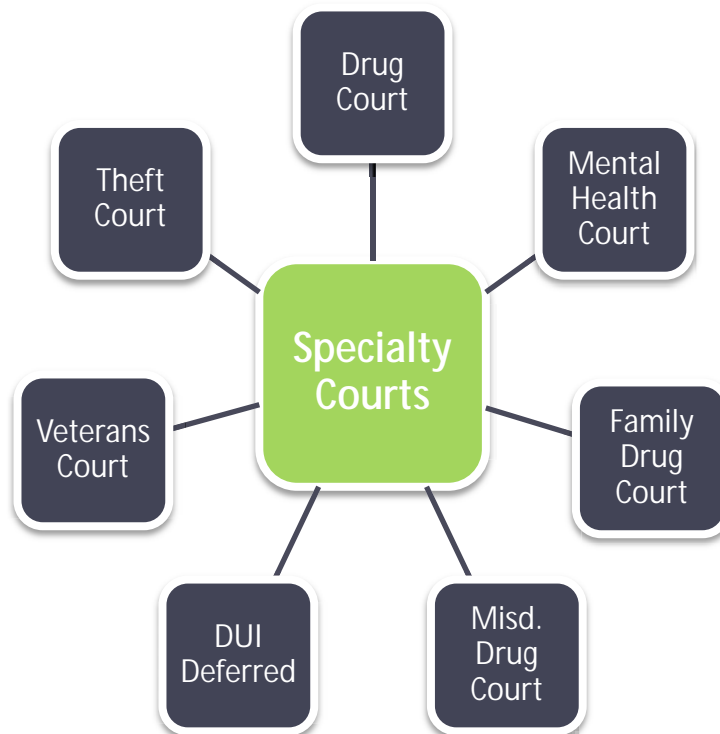 Drug
Court
Mental
Health
Court
Theft
Court
Specialty
Courts
Family
Drug
Court
Veterans
Court
Misd.
Drug
Court
DUI
Deferred